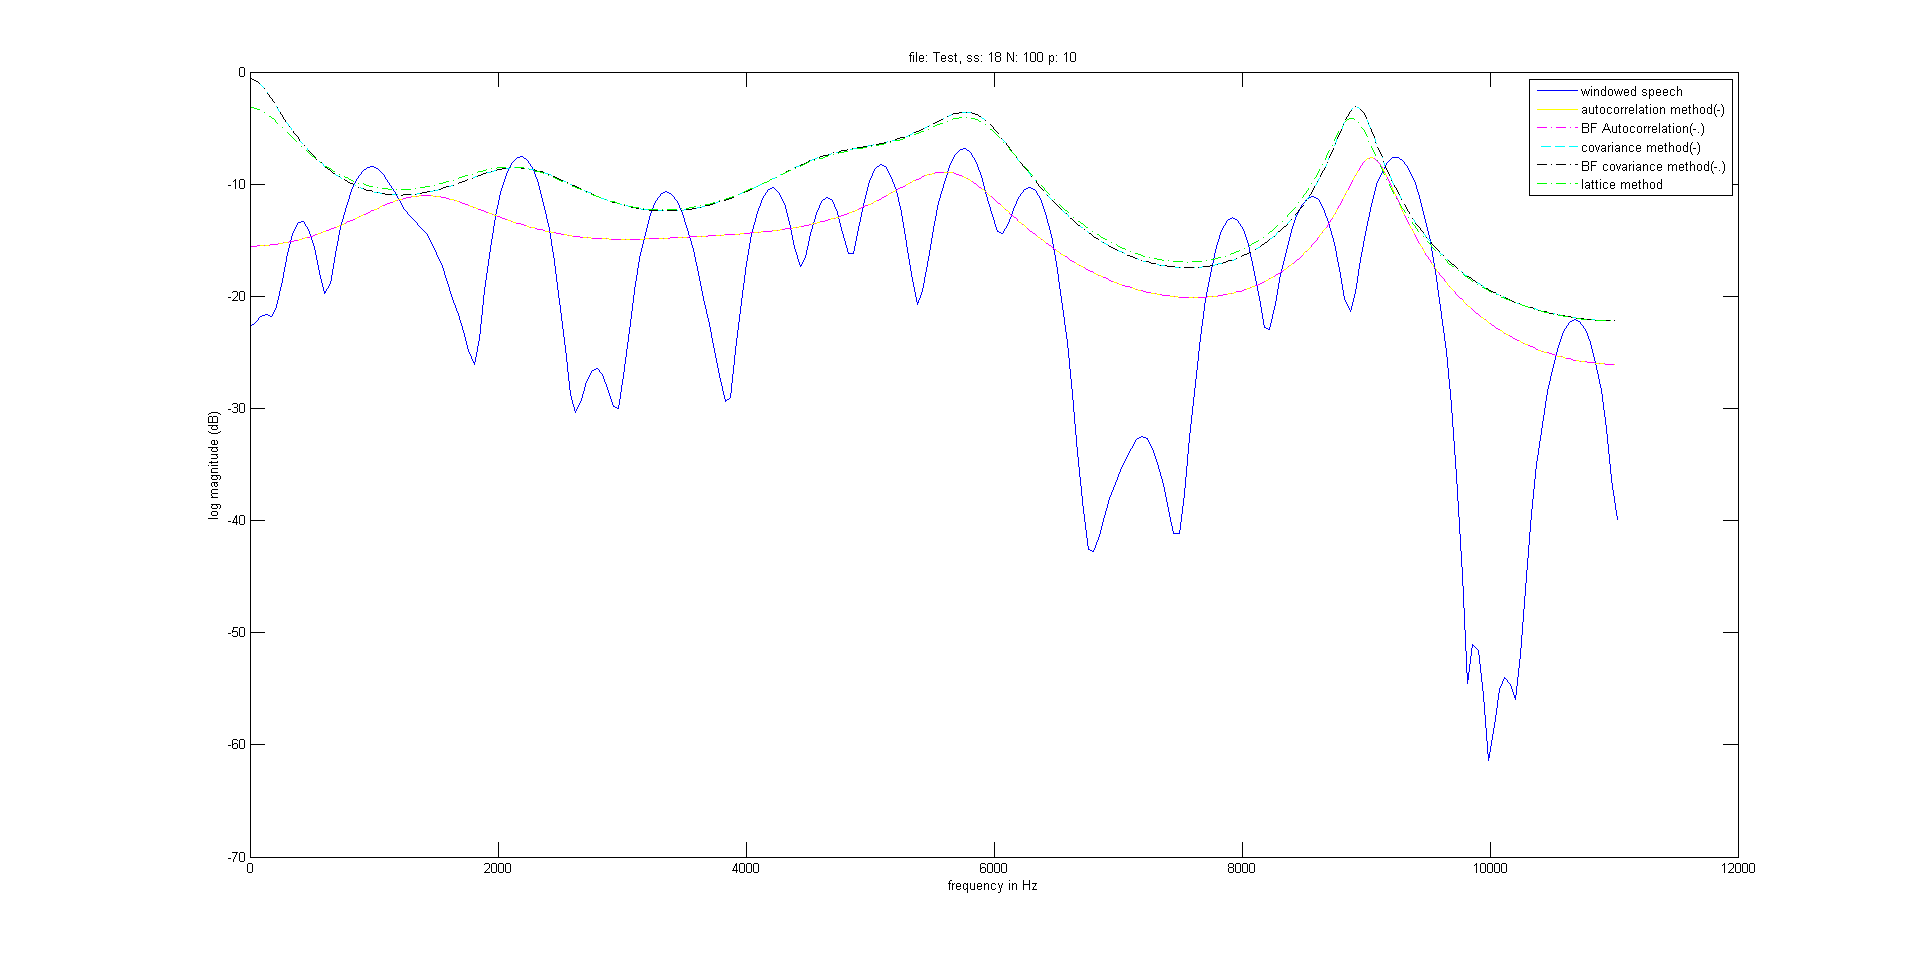 file: Test, ss: 18 N: 100 p: 10
windowed speech
autocorrelation method(-)
BF Autocorrelation(-.)
covariance method(-)
BF covariance method(-.)
lattice method
0
-10
-20
-30
-40
-50
-60
-70
log magnitude (dB)
0 2000 4000 6000 8000 10000 12000
frequency in Hz